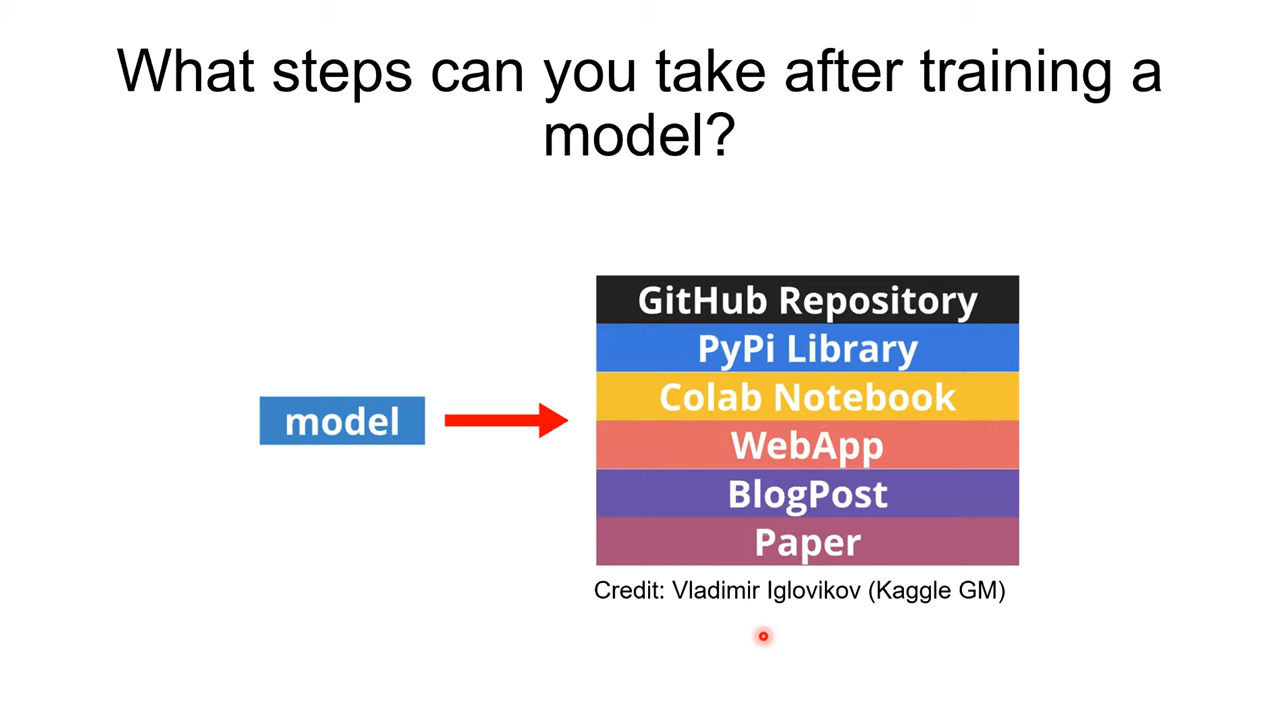 What steps can you take after training a
model?
model
GitHub Repository
PyPi Library
Colab Notebook
WebApp
BlogPost
Paper
Credit: Vladimir Iglovikov (Kaggle GM)